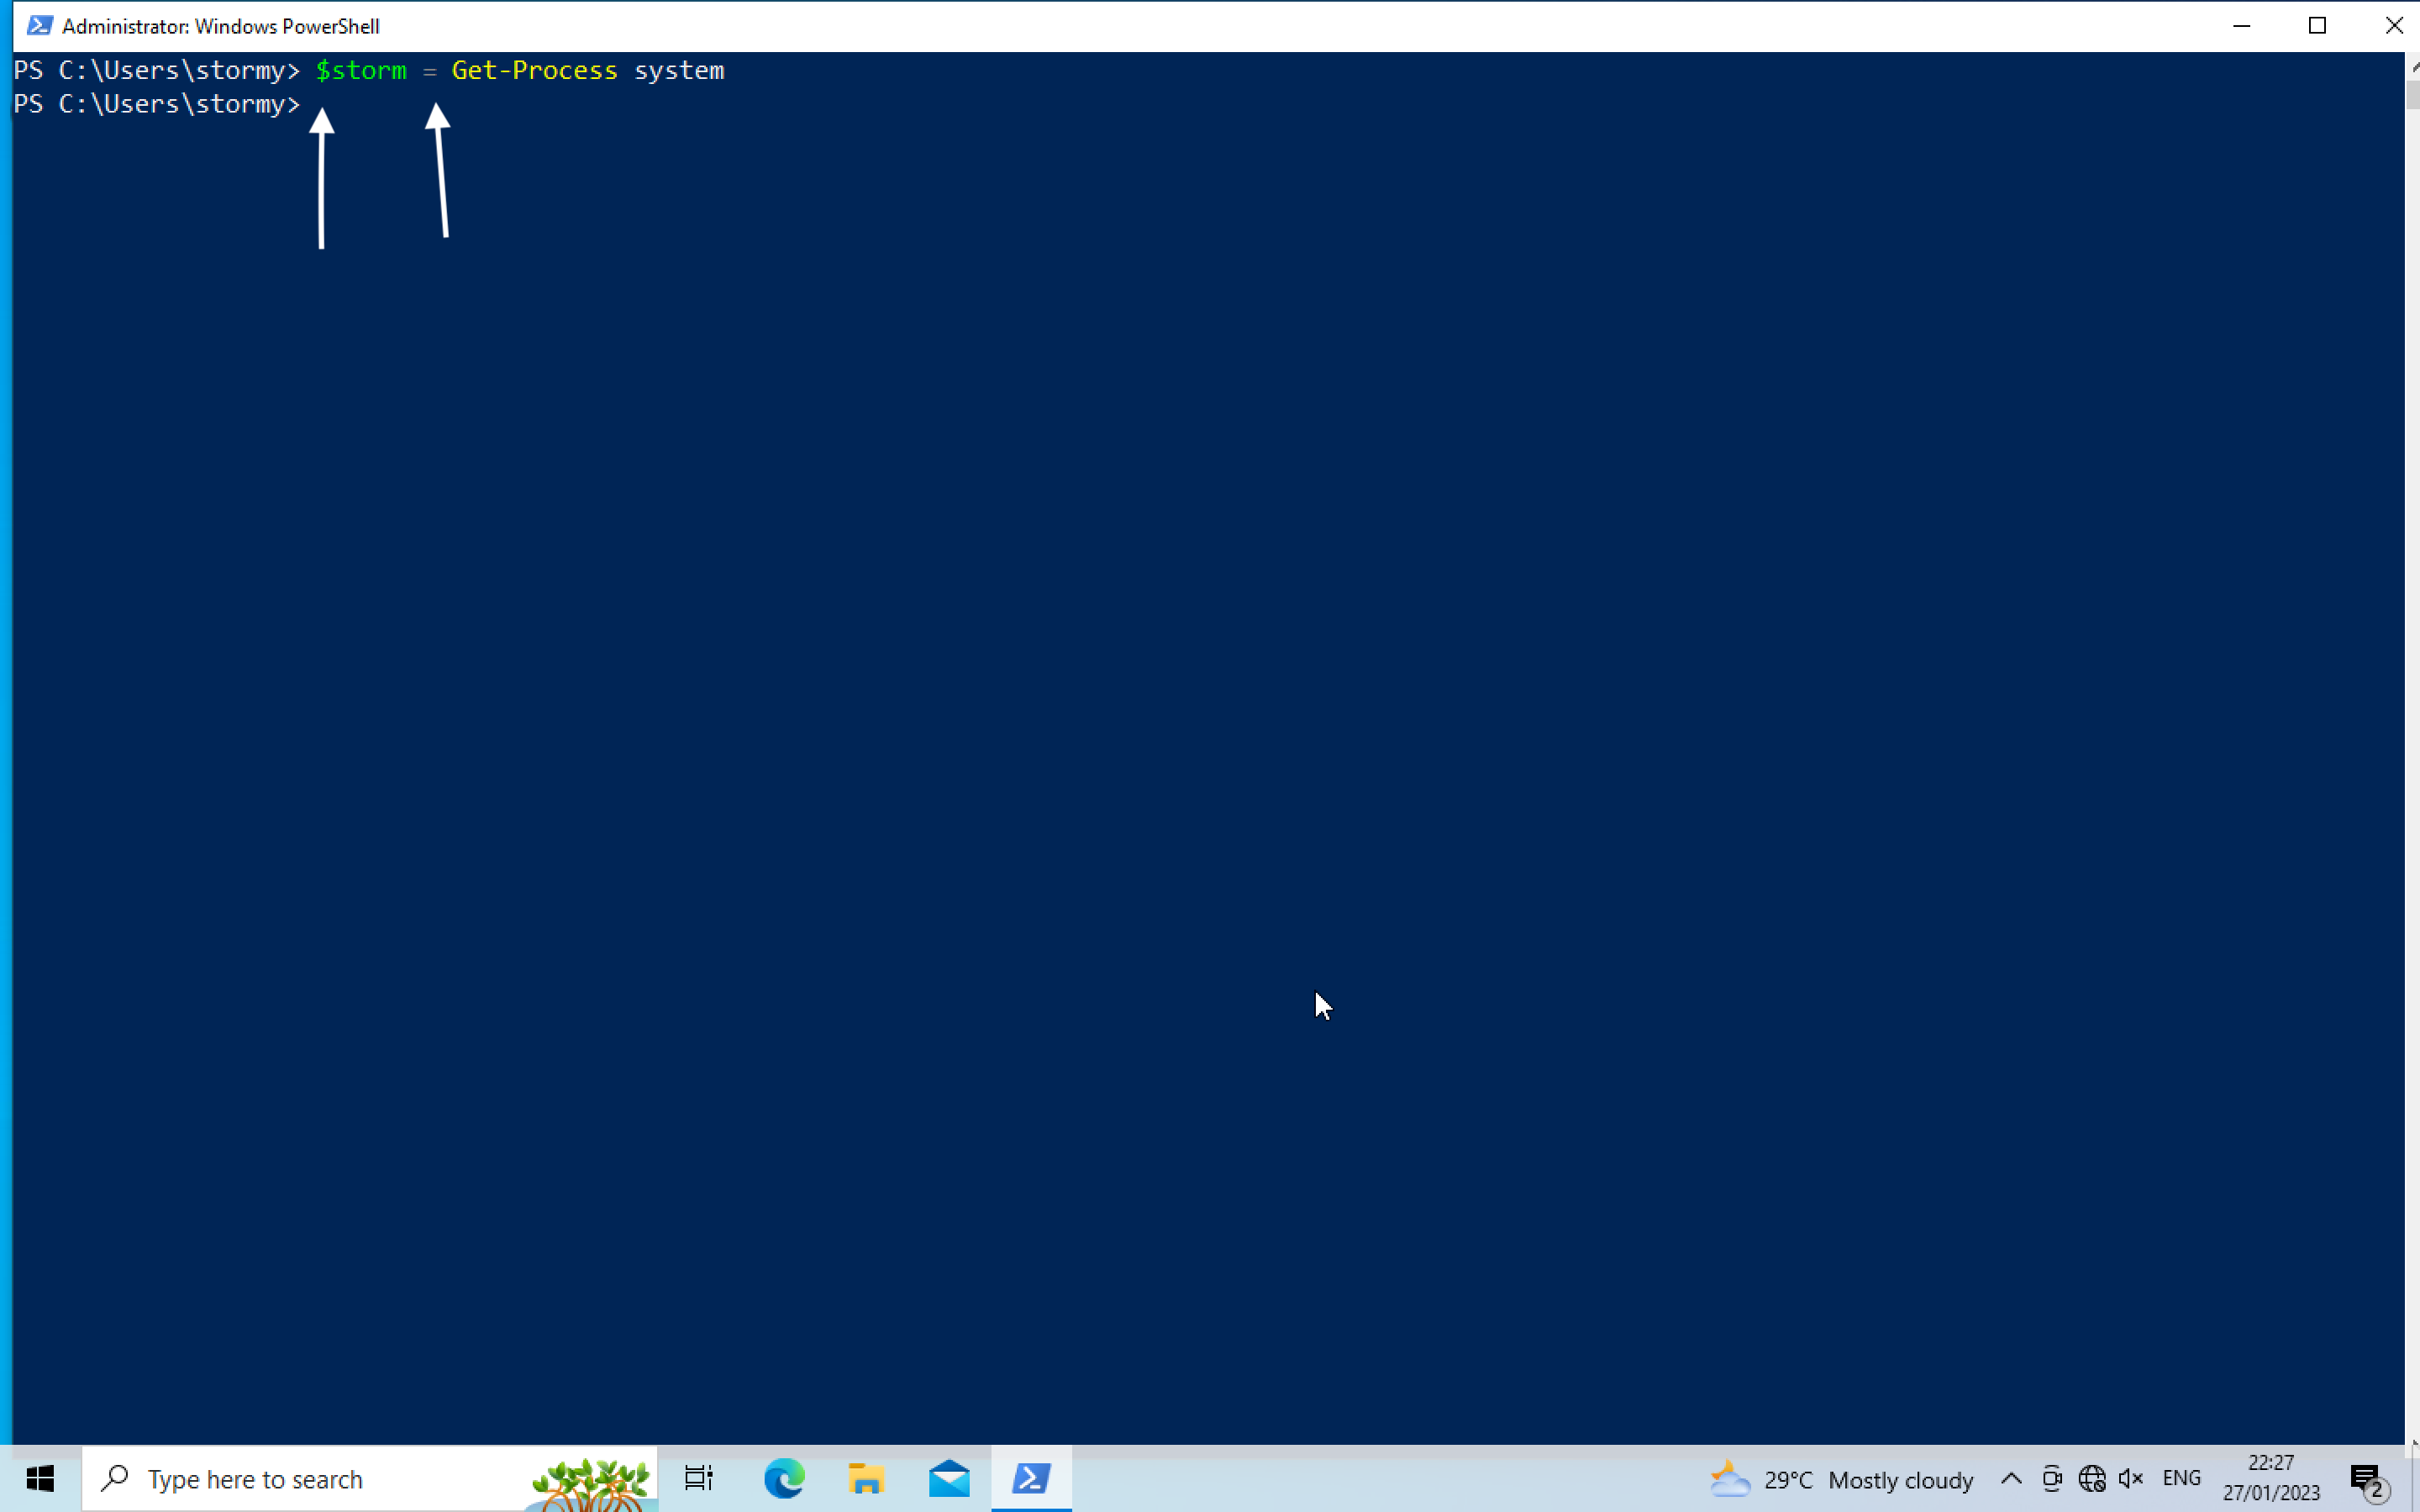 Administrator: Windows PowerShell
PS C:\Users\stormy> $storm = Get-Process system
PS C:\Users\stormy>
Type here to search
29°C Mostly cloudy
ENG
22:27
27/01/2023
2